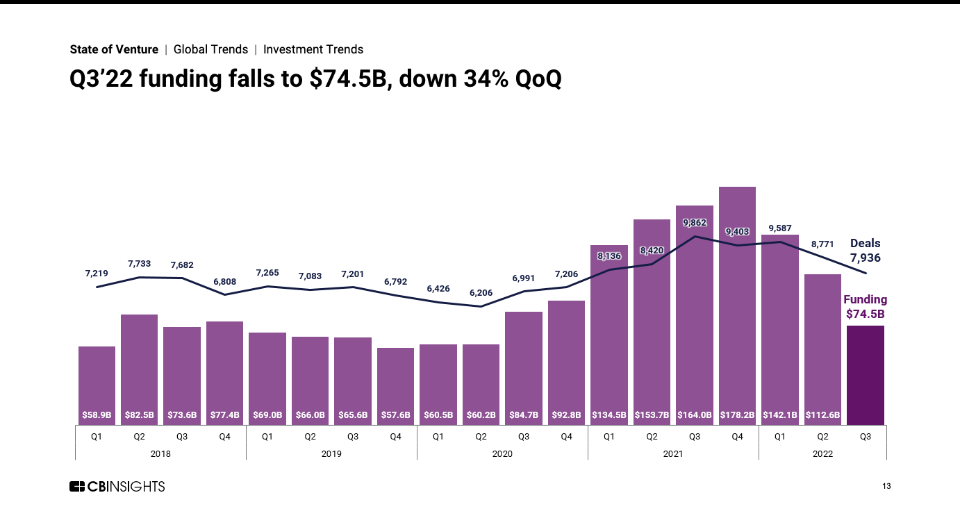 State of Venture | Global Trends | Investment Trends
Q3’22 funding falls to $74.5B, down 34% QoQ
7,219 7,733 7,682 6,808 7,265 7,083 7,201 6,792 6,426 6,206 6,991 7,206 8,136 8,420 9,862 9,403 9,587 8,771 Deals
7,936
Funding
$74.5B
$58.9B $82.5B $73.6B $77.4B $69.0B $66.0B $65.6B $57.6B $60.5B $60.2B $84.7B $92.8B $134.5B $153.7B $164.0B $178.2B $142.1B $112.6B
Q1 Q2 Q3 Q4 Q1 Q2 Q3 Q4 Q1 Q2 Q3 Q4 Q1 Q2 Q3 Q4 Q1 Q2 Q3
2018 2019 2020 2021 2022
CBINSIGHTS
13